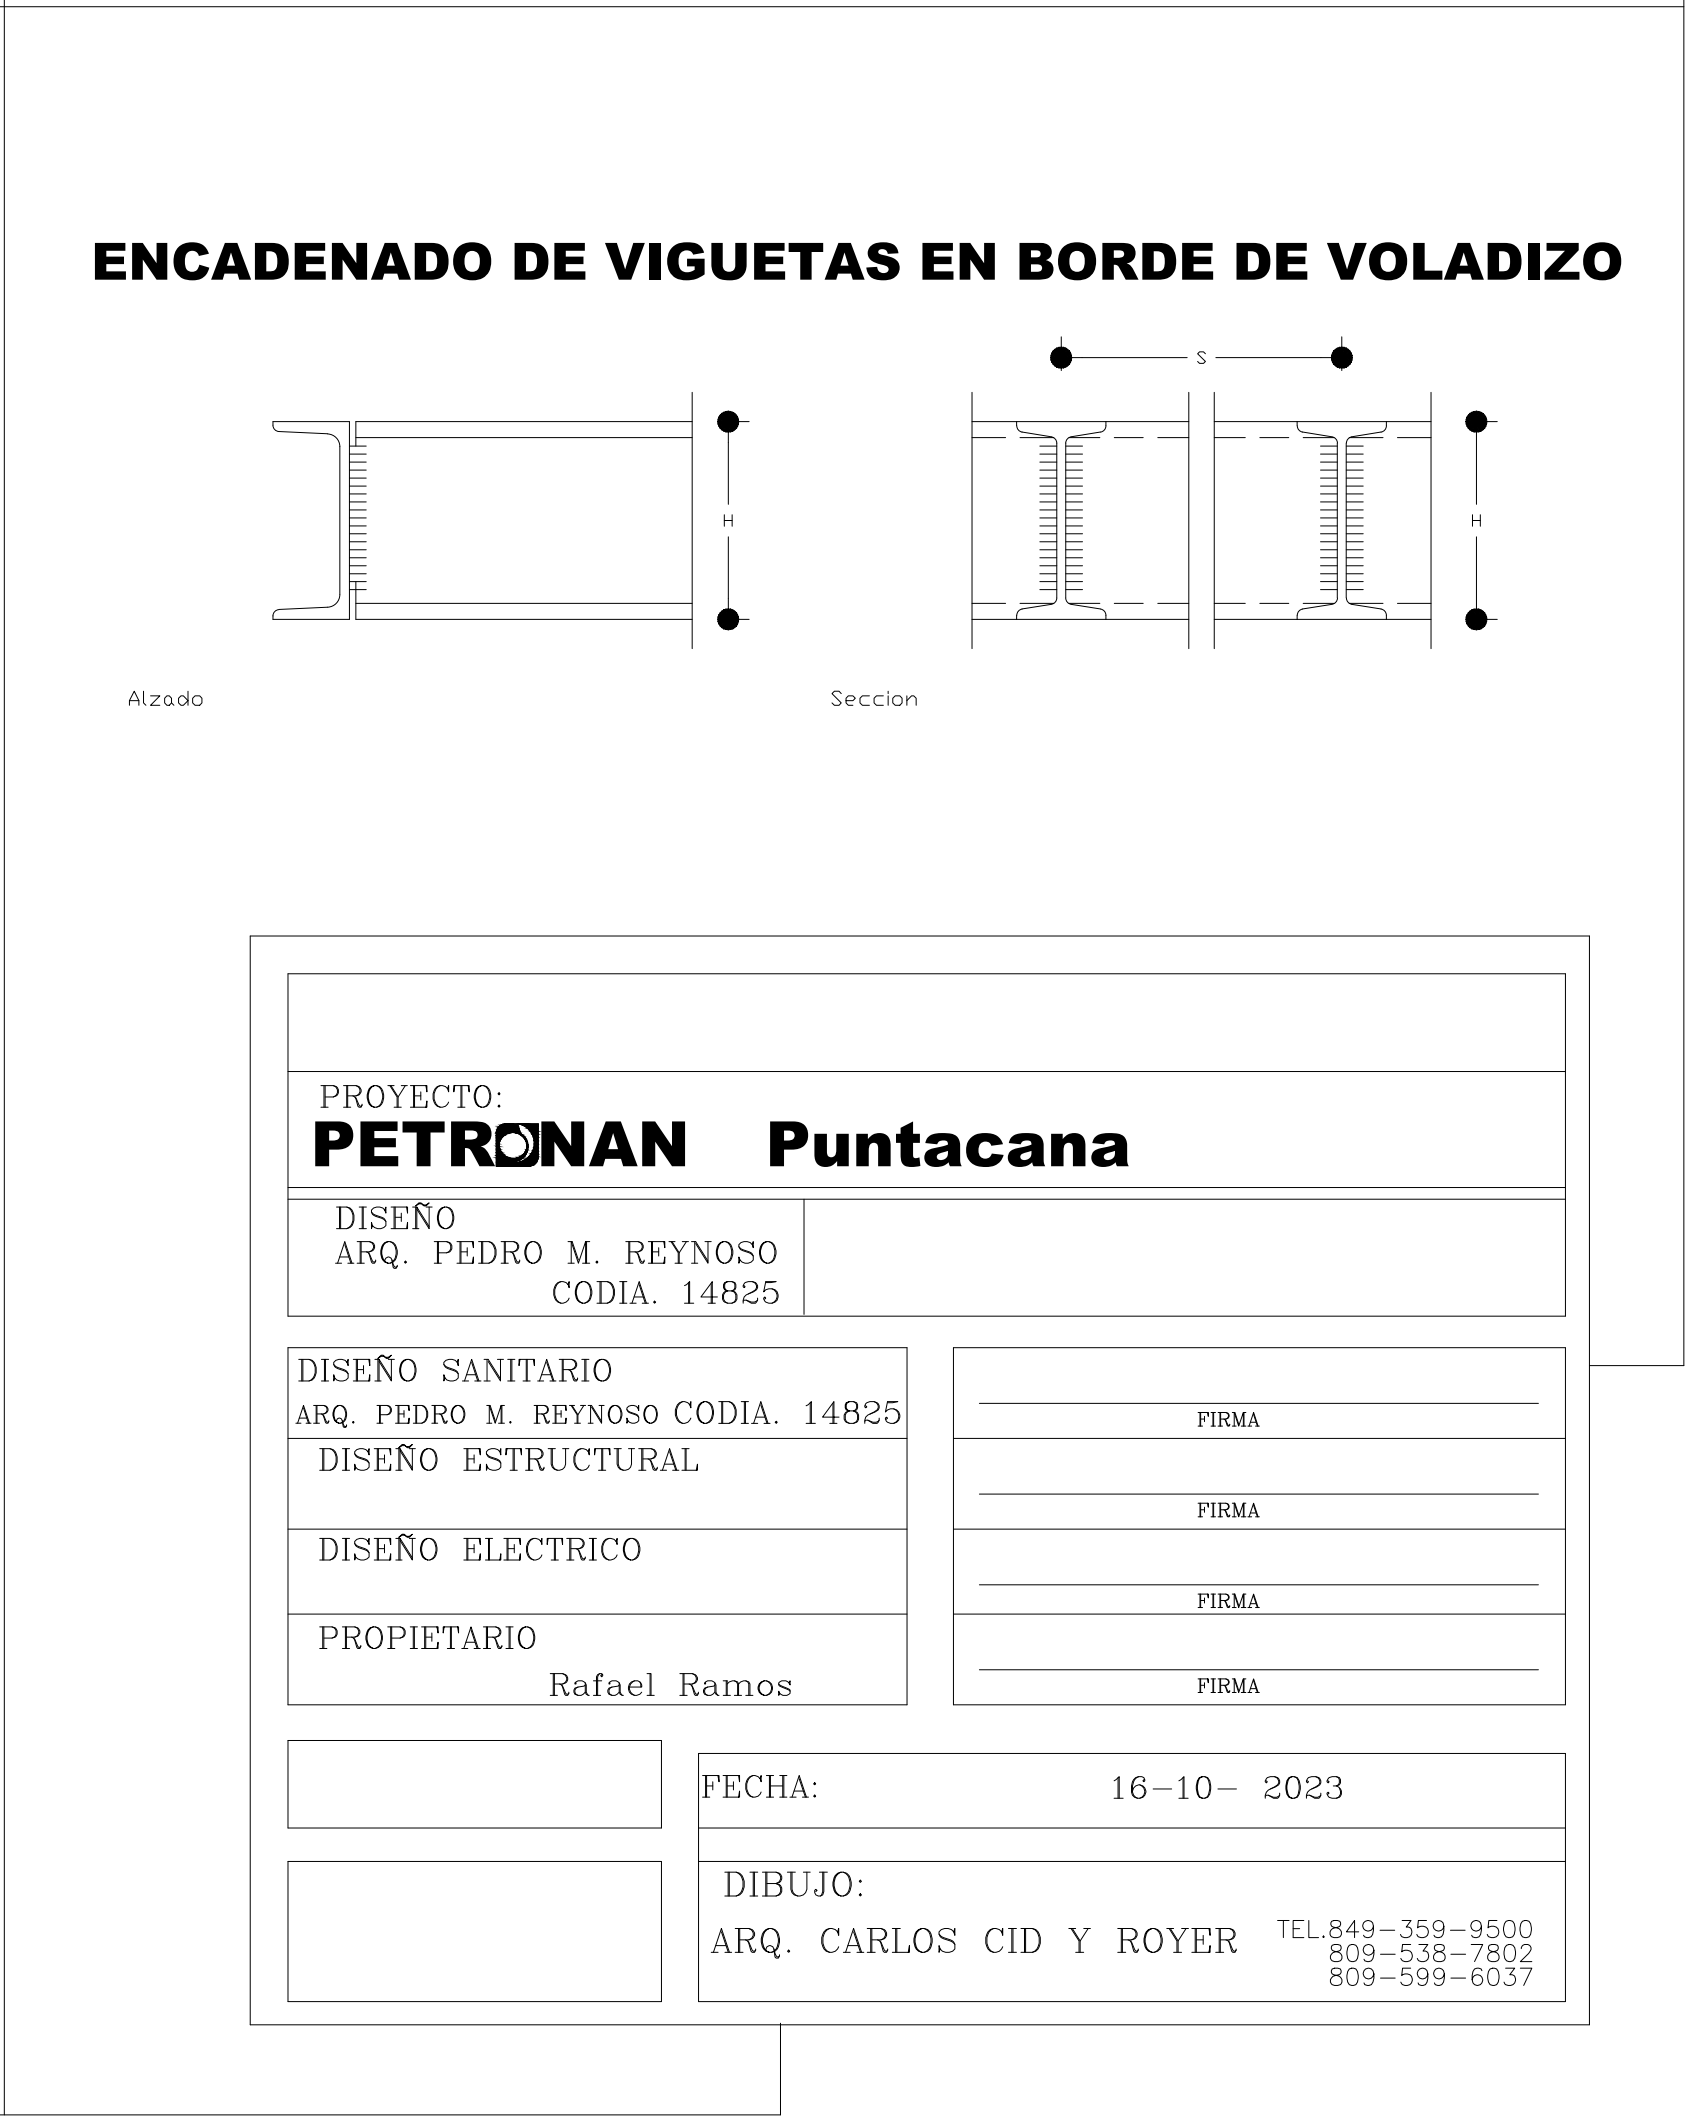 ENCADENADO DE VIGUETAS EN BORDE DE VOLADIZO
S
H
H
Alzado
Seccion
PROYECTO:
PETRONAN Puntacana
DISEÑO
ARQ. PEDRO M. REYNOSO
CODIA. 14825
DISEÑO SANITARIO
ARQ. PEDRO M. REYNOSO CODIA. 14825
FIRMA
DISEÑO ESTRUCTURAL
FIRMA
DISEÑO ELECTRICO
FIRMA
PROPIETARIO
Rafael Ramos
FIRMA
FECHA: 16-10- 2023
DIBUJO:
ARQ. CARLOS CID Y ROYER
TEL.849-359-9500
809-538-7802
809-599-6037